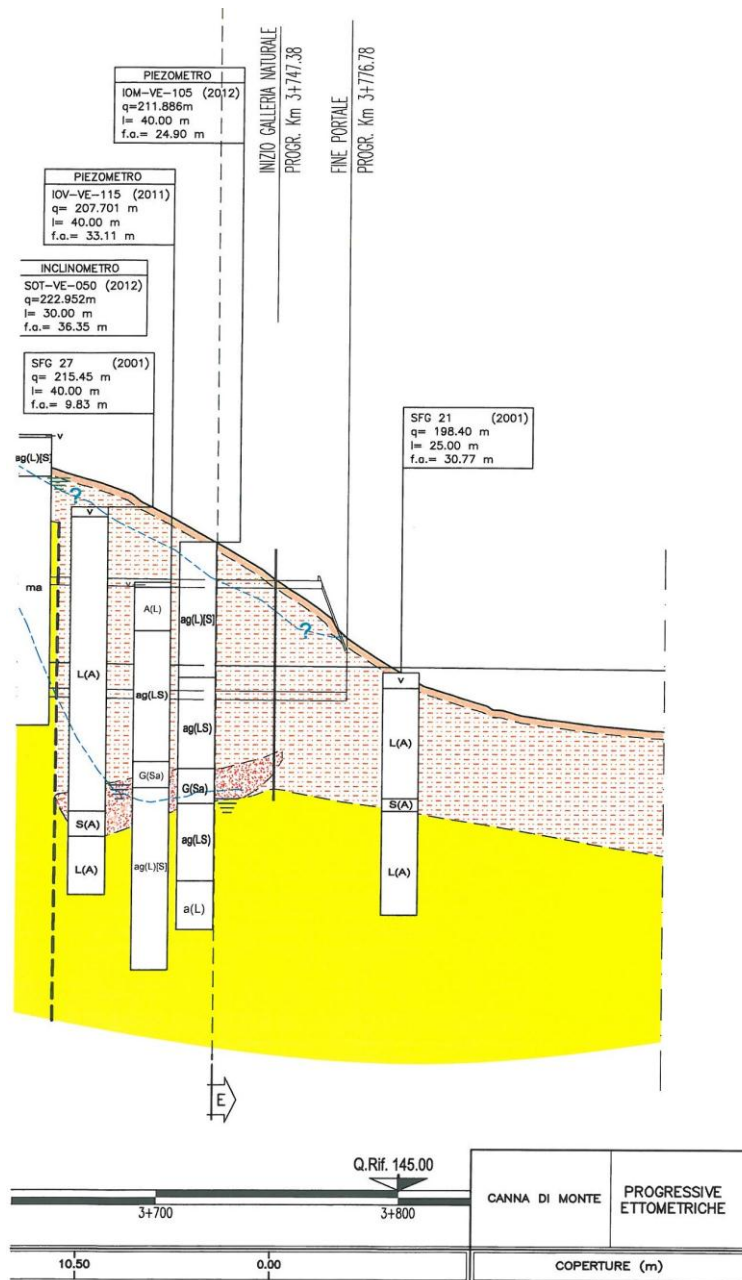 PIEZOMETRO
IOM-VE-105 (2012)
q=211.886m
l= 40.00 m
f.a.= 24.90 m
INIZIO GALLERIA NATURALE
PROGR. Km 3+747.38
FINE PORTALE
PROGR. Km 3+776.78
PIEZOMETRO
IOV-VE-115 (2011)
q= 207.701 m
l= 40.00 m
f.a.= 33.11 m
INCLINOMETRO
SOT-VE-050 (2012)
q=222.952m
l= 30.00 m
f.a.= 36.35 m
SFG 27 (2001)
q= 215.45 m
l= 40.00 m
f.a.= 9.83 m
SFG 21 (2001)
q= 198.40 m
l= 25.00 m
f.a.= 30.77 m
v
ag(L)[S]
?
v
ma
v
A(L)
ag(L)[S]
?
L(A)
v
ag(LS)
L(A)
ag(LS)
G(Sa)
G(Sa)
S(A)
S(A)
ag(LS)
L(A)
ag(L)[S]
L(A)
a(L)
E
Q.Rif. 145.00
3+700
3+800
CANNA DI MONTE
PROGRESSIVE
ETTOMETRICHE
10.50
0.00
COPERTURE (m)